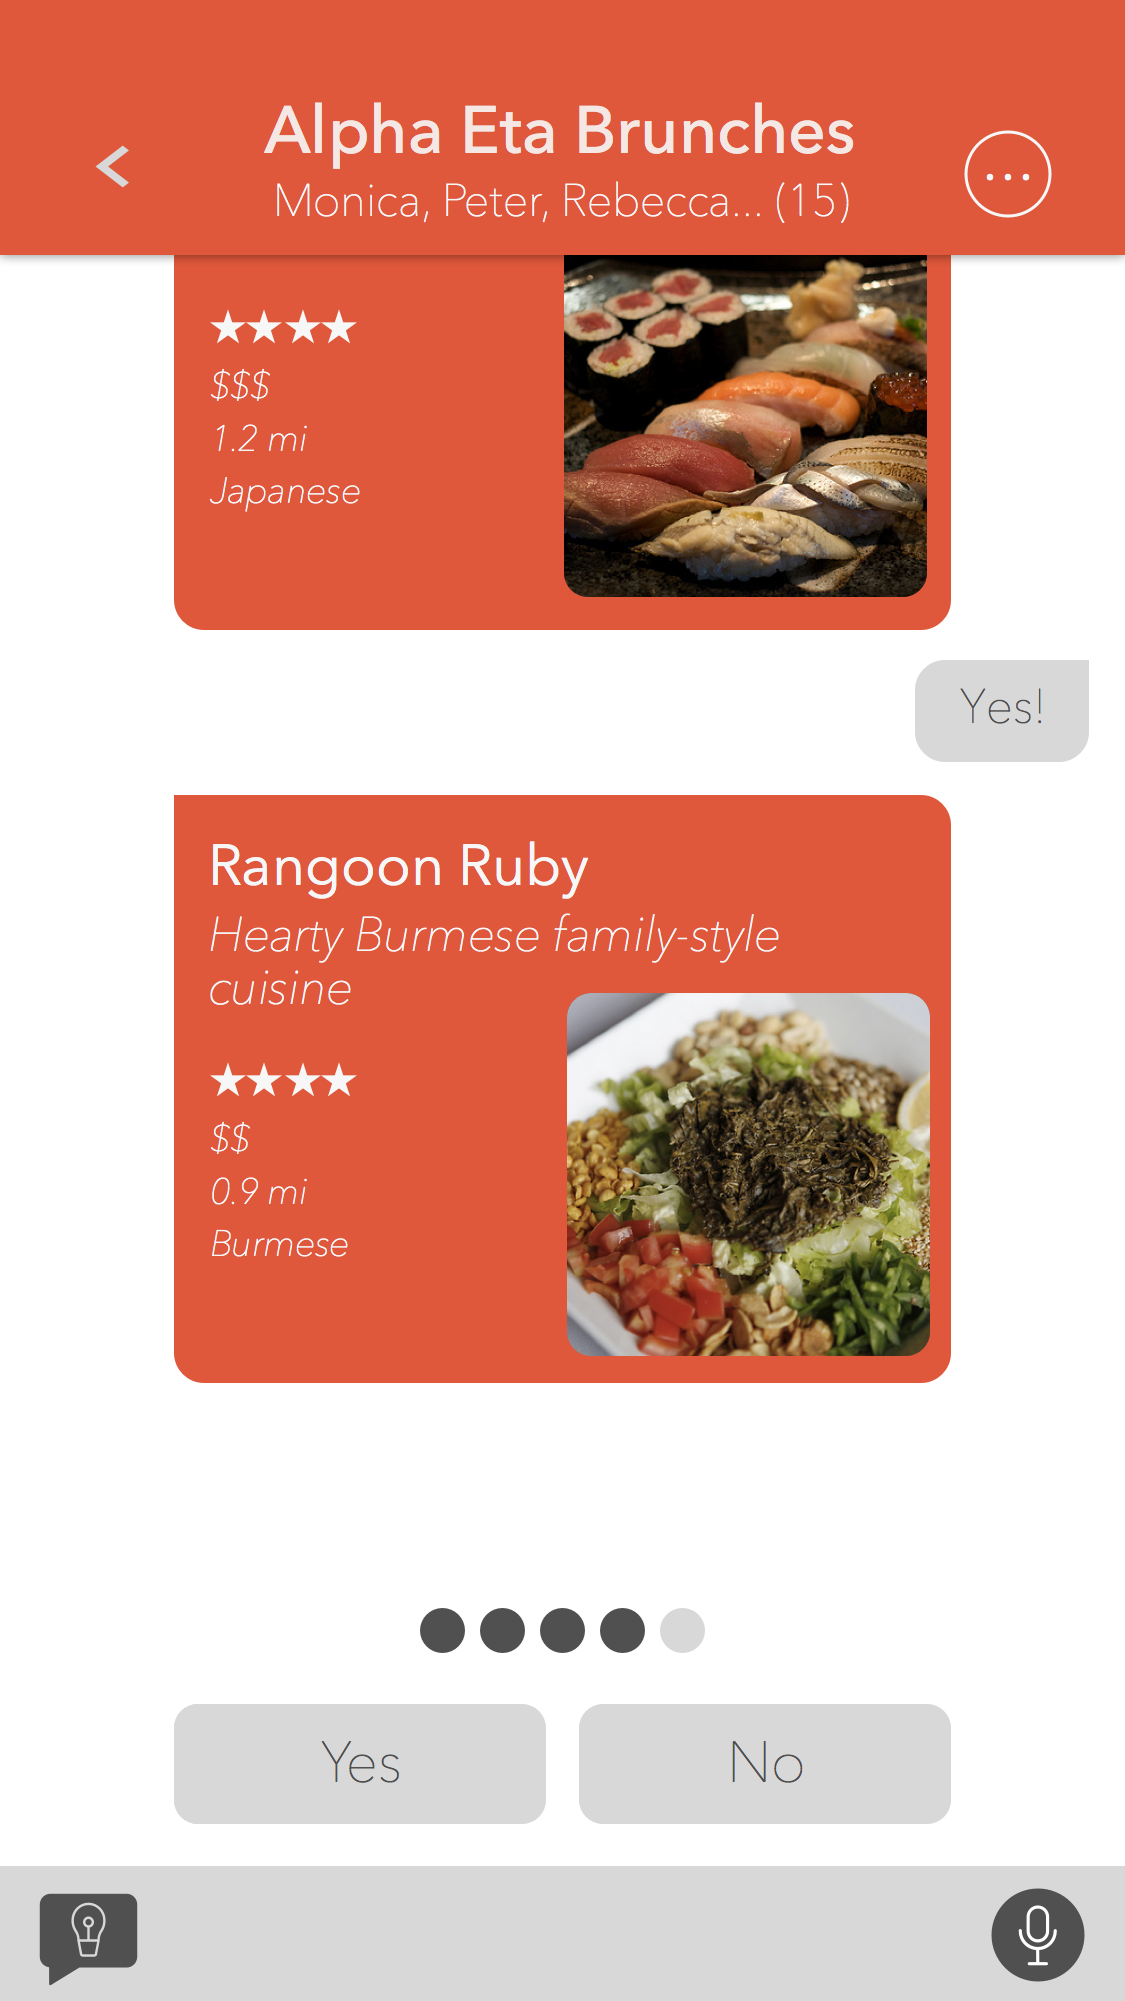 Alpha Eta Brunches
Monica, Peter, Rebecca... (15)
★★★★
$$$
1.2 mi
Japanese
Yes!
Rangoon Ruby
Hearty Burmese family-style
cuisine
★★★★
$$
0.9 mi
Burmese
Yes
No